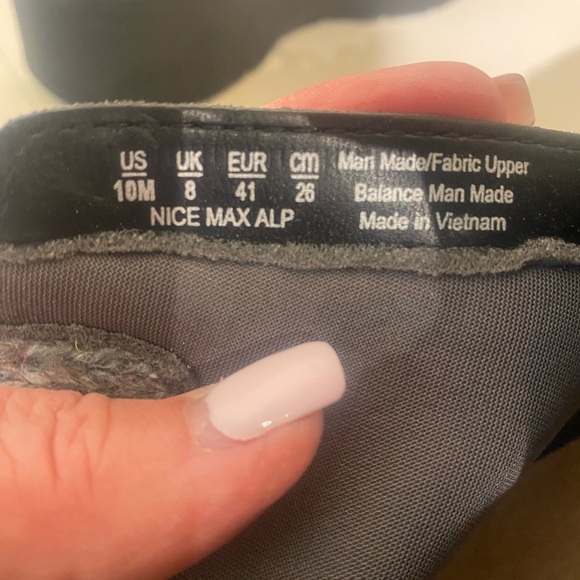 US UK EUR cm Man Made/Fabric Upper
10M 8 41 26 Balance Man Made
NICE MAX ALP Made in Vietnam